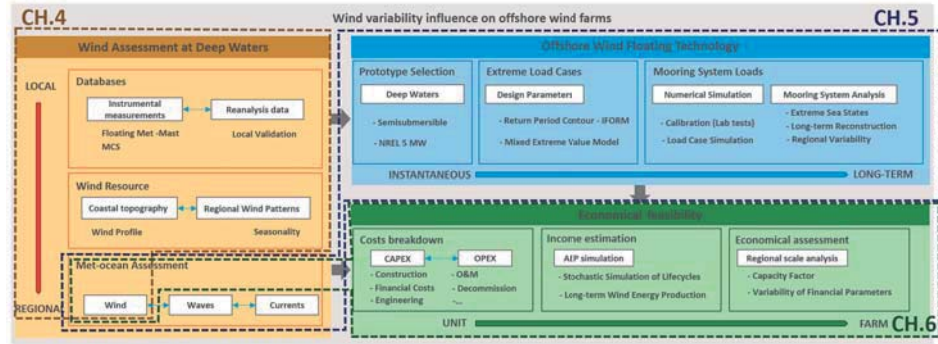 CH.4
Wind variability influence on offshore wind farms
CH.5
Wind Assessment at Deep Waters
LOCAL
Databases
Instrumental
measurements
Reanalysis data
Floating Met -Mast
MCS
Local Validation
Wind Resource
Coastal topography
Regional Wind Patterns
Wind Profile
Seasonality
Met-ocean Assessment
Wind
Waves
Currents
REGIONAL
Offshore Wind Floating Technology
Prototype Selection
Deep Waters
- Semisubmersible
- NREL 5 MW
Extreme Load Cases
Design Parameters
- Return Period Contour - IFORM
- Mixed Extreme Value Model
Mooring System Loads
Numerical Simulation
- Calibration (Lab tests)
- Load Case Simulation
Mooring System Analysis
- Extreme Sea States
- Long-term Reconstruction
- Regional Variability
INSTANTANEOUS
LONG-TERM
Economical feasibility
Costs breakdown
CAPEX
OPEX
- Construction
- Financial Costs
- Engineering
- O&M
- Decommission
-...
Income estimation
AEP simulation
- Stochastic Simulation of Lifecycles
- Long-term Wind Energy Production
Economical assessment
Regional scale analysis
- Capacity Factor
- Variability of Financial Parameters
UNIT
FARM
CH.6